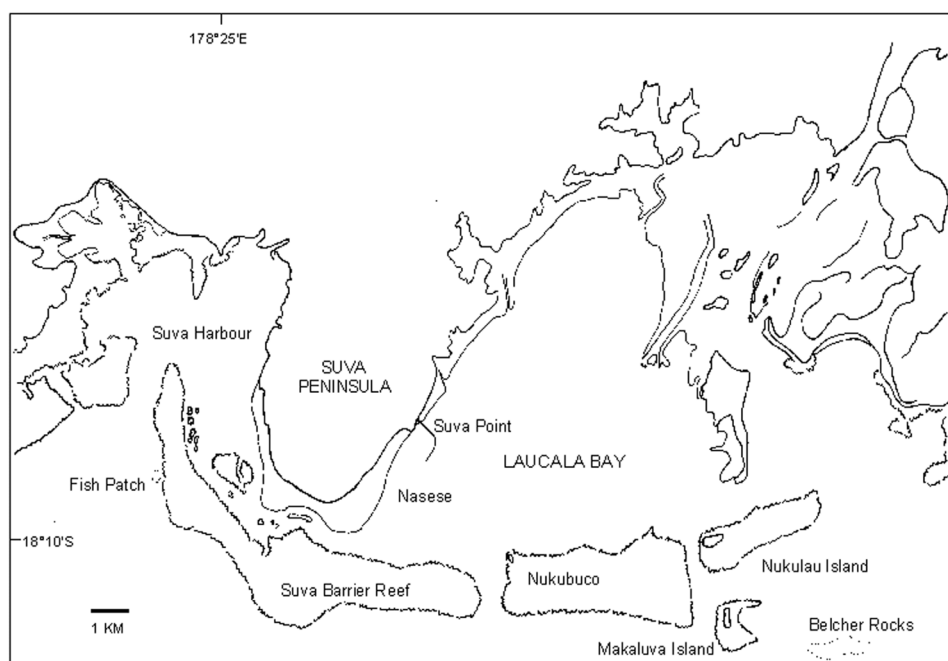 178°25'E
Suva Harbour
SUVA
PENINSULA
Suva Point
LAUCALA BAY
Fish Patch
Nasese
18°10'S
Suva Barrier Reef
Nukubuco
Nukulau Island
1 KM
Makaluva Island
Belcher Rocks